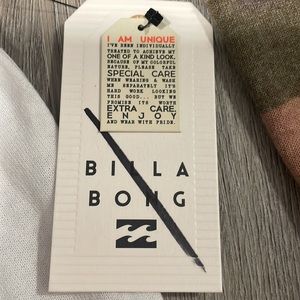 I AM UNIQUE
I'VE BEEN INDIVIDUALLY
TREATED TO ACHIEVE MY
ONE OF A KIND LOOK.
BECAUSE OF MY COLORFUL
NATURE, PLEASE TAKE
SPECIAL CARE
WHEN WEARING & WASH
ME SEPARATELY IT'S
HARD WORK LOOKING
THIS GOOD... BUT WE
PROMISE ITS WORTH
EXTRA CARE.
ENJOY
AND WEAR WITH PRIDE.
BILLA
BONG